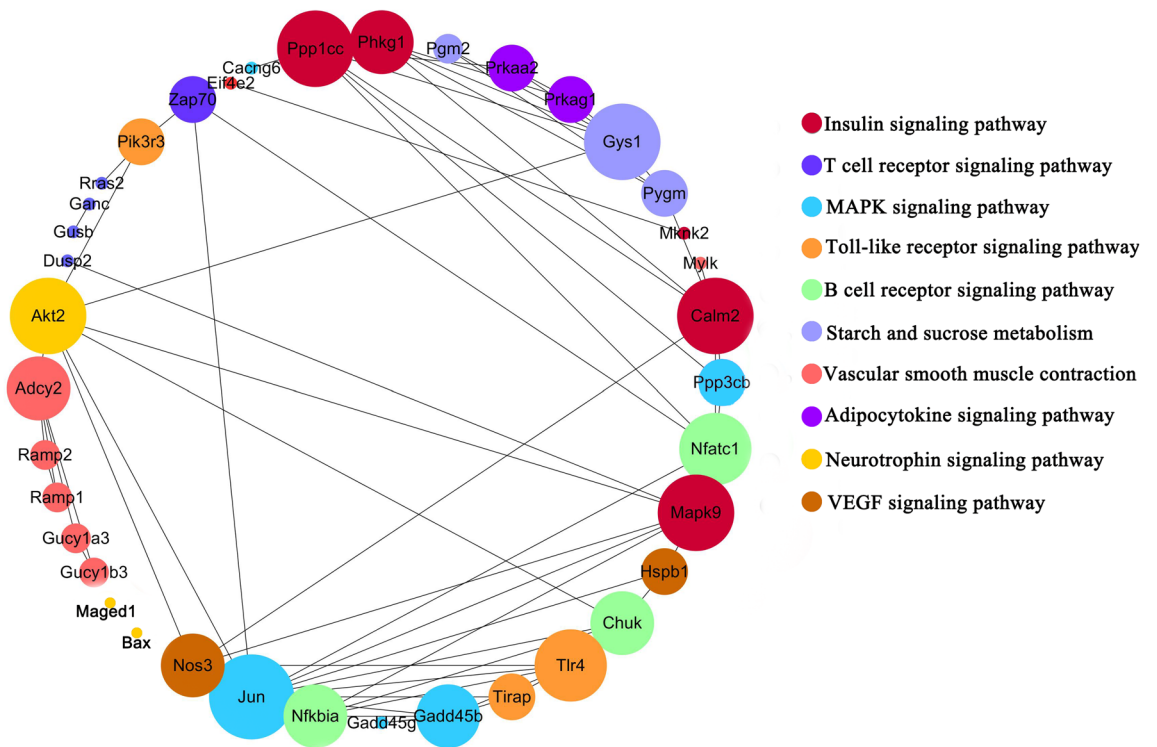 Ppp1cc
Phkg1
Pgm2
Prkaa2
Prkag1
Gys1
Pygm
Mknk2
Mylk
Calm2
Ppp3cb
Nfatc1
Mapk9
Hspb1
Chuk
Tlr4
Tirap
Gadd45b
Gadd45g
Nfkbia
Jun
Nos3
Bax
Maged1
Gucy1b3
Gucy1a3
Ramp1
Ramp2
Adcy2
Akt2
Dusp2
Gusb
Ganc
Rras2
Pik3r3
Zap70
Eif4e2
Cacng6
Insulin signaling pathway
T cell receptor signaling pathway
MAPK signaling pathway
Toll-like receptor signaling pathway
B cell receptor signaling pathway
Starch and sucrose metabolism
Vascular smooth muscle contraction
Adipocytokine signaling pathway
Neurotrophin signaling pathway
VEGF signaling pathway